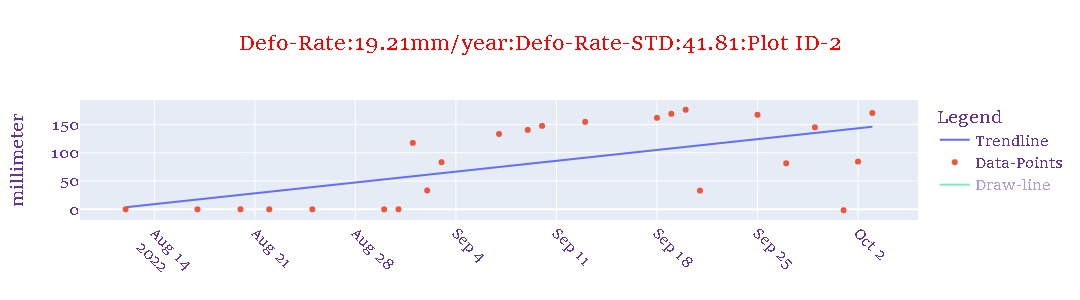 Defo-Rate:19.21mm/year:Defo-Rate-STD:41.81:Plot ID-2
millimeter
150
100
50
0
Aug 14
2022
Aug 21
Aug 28
Sep 4
Sep 11
Sep 18
Sep 25
Oct 2
Legend
Trendline
Data-Points
Draw-line